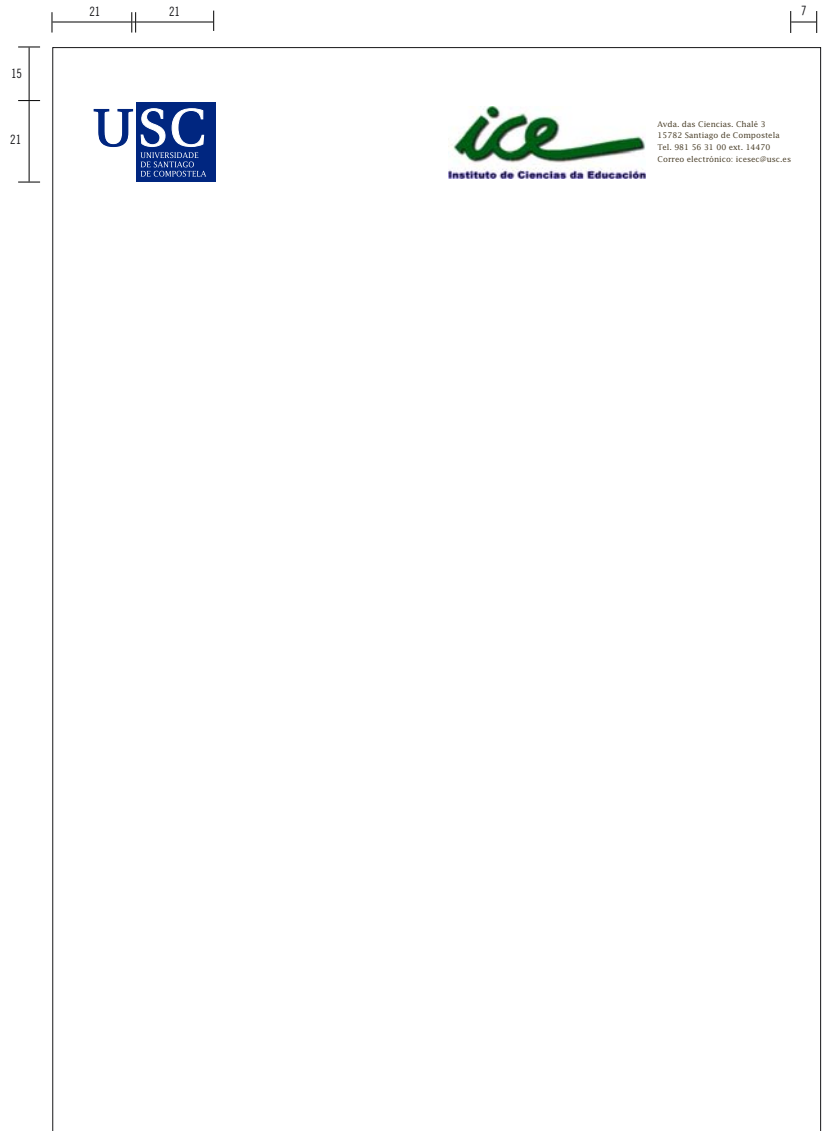 21 21 7
15
21
USC
UNIVERSIDADE
DE SANTIAGO
DE COMPOSTELA
ice
Instituto de Ciencias da Educación
Avda. das Ciencias. Chalé 3
15782 Santiago de Compostela
Tel. 981 56 31 00 ext. 14470
Correo electrónico: icesec@usc.es